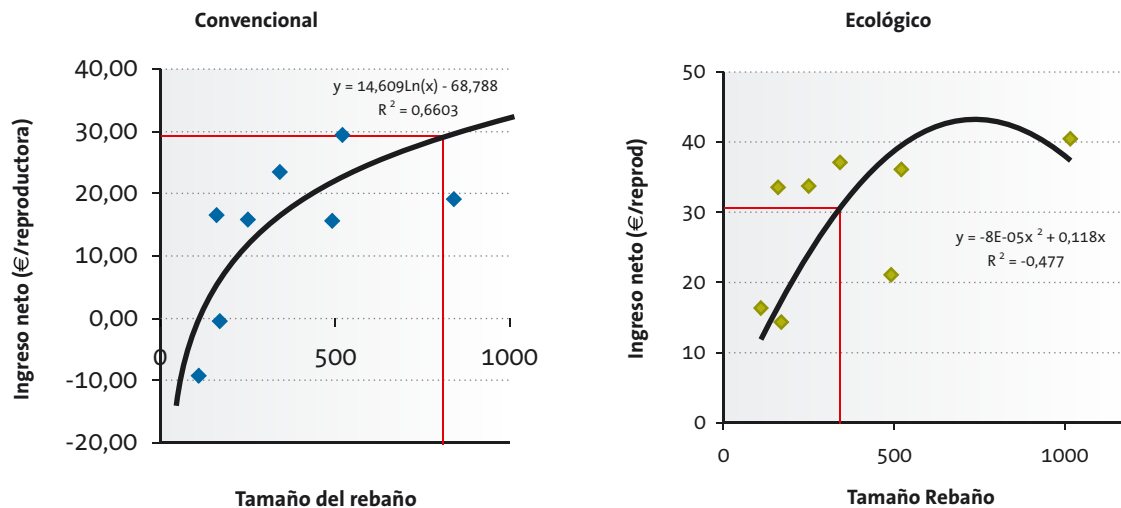 Convencional
40,00
30,00
20,00
10,00
0,00
-10,00
-20,00
0
500
1000
y = 14,609Ln(x) - 68,788
R ² = 0,6603
Ingreso neto (€/reproductora)
Tamaño del rebaño
Ecológico
50
40
30
20
10
0
0
500
1000
y = -8E-05x ² + 0,118x
R ² = -0,477
Ingreso neto (€/reprod)
Tamaño Rebaño